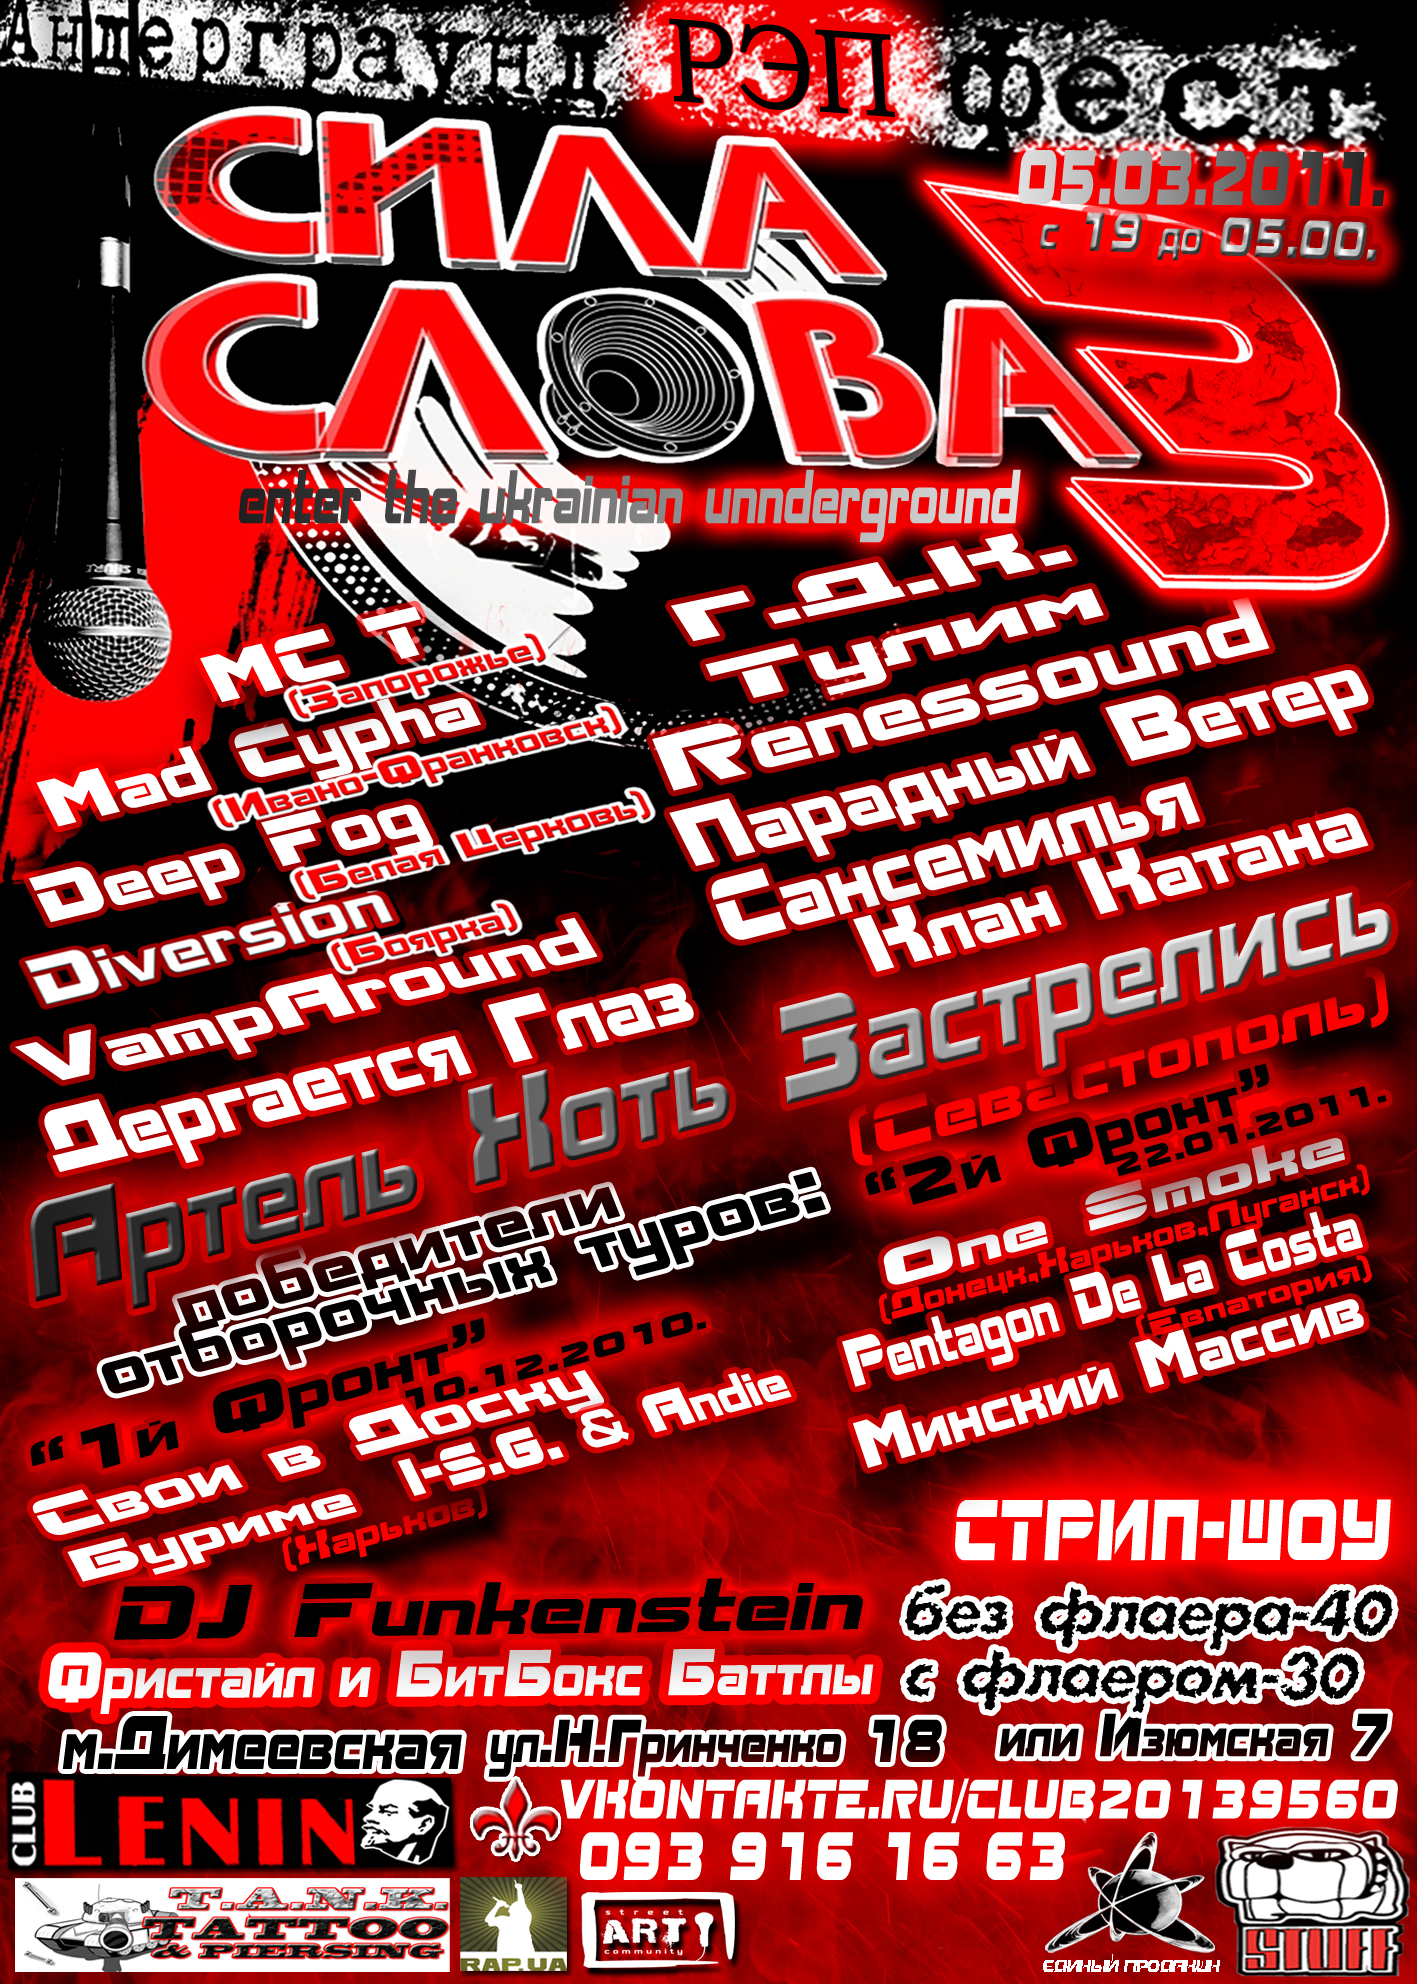 Андерграунд РЭП фест
СИЛА
СЛОВА 3
05.03.2011.
с 19 до 05.00.
enter the ukrainian unnderground
SHURE
МС Т
(Запорожье)
Mad Cypha
(Ивано-Франковск)
Deep Fog
(Белая Церковь)
Diversion
(Боярка)
VampAround
Дергается Глаз
Г.Д.К.
Тулим
Renessound
Парадный Ветер
Сансемилья
Клан Катана
Артель Хоть Застрелись
(Севастополь)
победители
отборочных туров:
"1й Фронт"
10.12.2010.
Свои в Доску
Буриме I-S.G. & Andie
(Харьков)
"2й Фронт"
22.01.2011.
One Smoke
(Донецк,Харьков,Луганск)
Pentagon De La Costa
(Евпатория)
Минский Массив
СТРИП-ШОУ
DJ Funkenstein
Фристайл и БитБокс Баттлы
без флаера-40
с флаером-30
м.Димеевская ул.Н.Гринченко 18 или Изюмская 7
CLUB LENIN
VKONTAKTE.RU/CLUB20139560
093 916 16 63
T.A.N.K.
TATTOO
& PIERSING
RAP.UA
street
ART
community
ЕДИНЫЙ ПРОДАКШН
STUFF